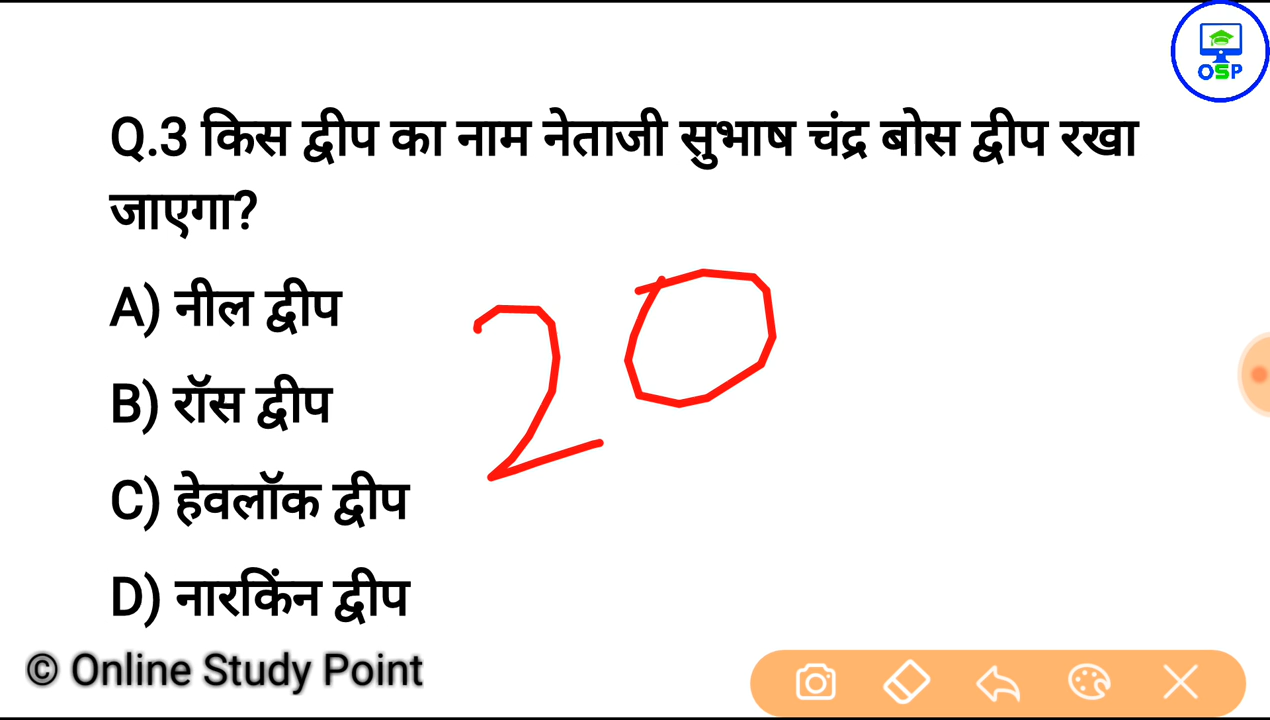 OSP
Q.3 किस द्वीप का नाम नेताजी सुभाष चंद्र बोस द्वीप रखा
जाएगा?
A) नील द्वीप
20
B) रॉस द्वीप
C) हेवलॉक द्वीप
D) नारकिंन द्वीप
© Online Study Point